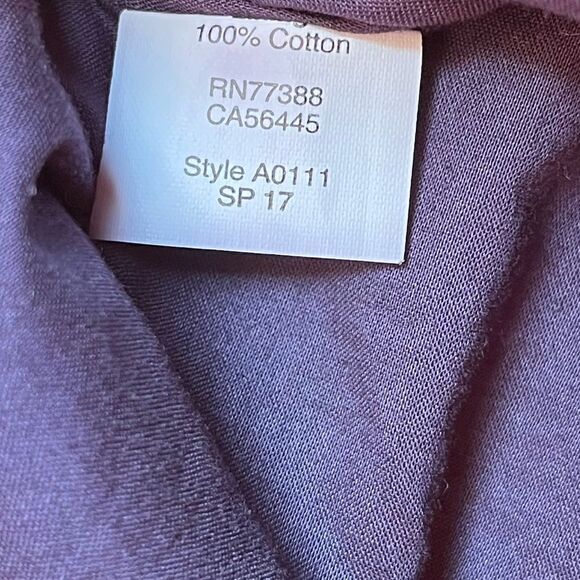 100% Cotton
RN77388
CA56445
Style A0111
SP 17